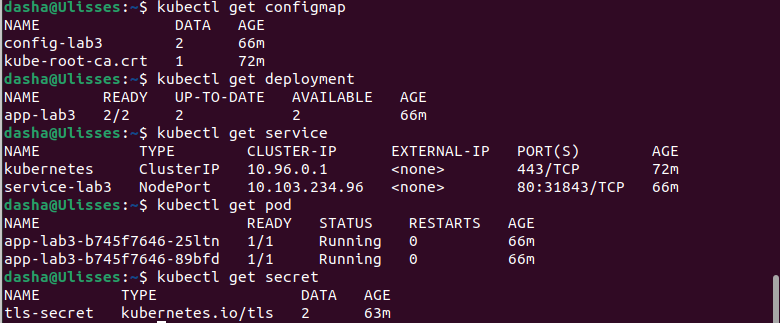 dasha@Ulisses:~$ kubectl get configmap
NAME               DATA   AGE
config-lab3        2      66m
kube-root-ca.crt   1      72m
dasha@Ulisses:~$ kubectl get deployment
NAME       READY   UP-TO-DATE   AVAILABLE   AGE
app-lab3   2/2     2            2           66m
dasha@Ulisses:~$ kubectl get service
NAME           TYPE        CLUSTER-IP      EXTERNAL-IP   PORT(S)        AGE
kubernetes     ClusterIP   10.96.0.1       <none>        443/TCP        72m
service-lab3   NodePort    10.103.234.96   <none>        80:31843/TCP   66m
dasha@Ulisses:~$ kubectl get pod
NAME                       READY   STATUS    RESTARTS   AGE
app-lab3-b745f7646-25ltn   1/1     Running   0          66m
app-lab3-b745f7646-89bfd   1/1     Running   0          66m
dasha@Ulisses:~$ kubectl get secret
NAME         TYPE                DATA   AGE
tls-secret   kubernetes.io/tls   2      63m